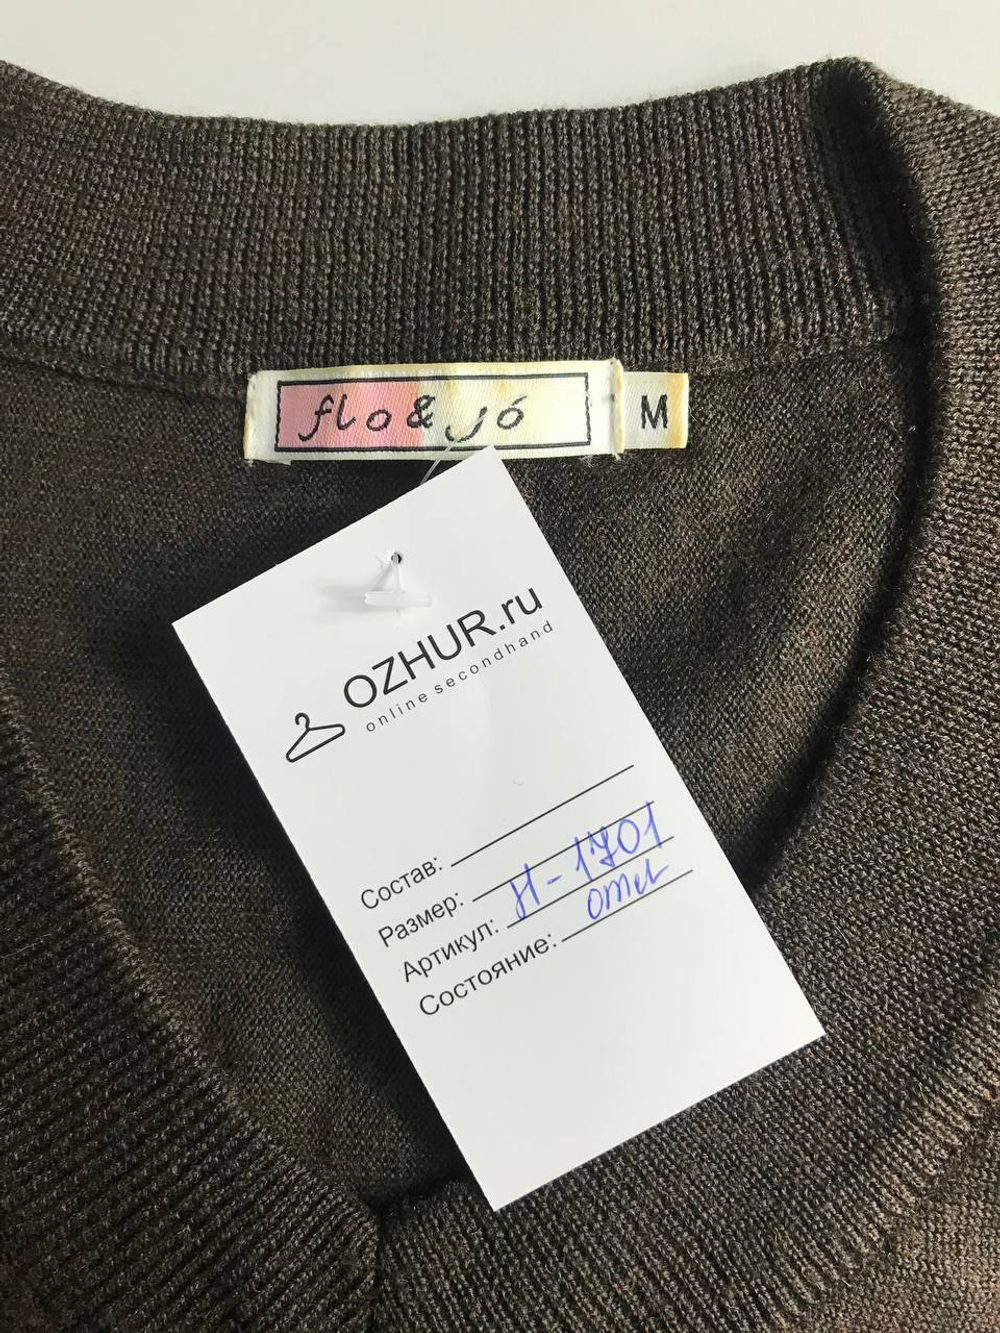 flo & jó
M
OZHUR.ru
online secondhand
Состав:
Размер:
Артикул: Н-1701
Состояние: отл